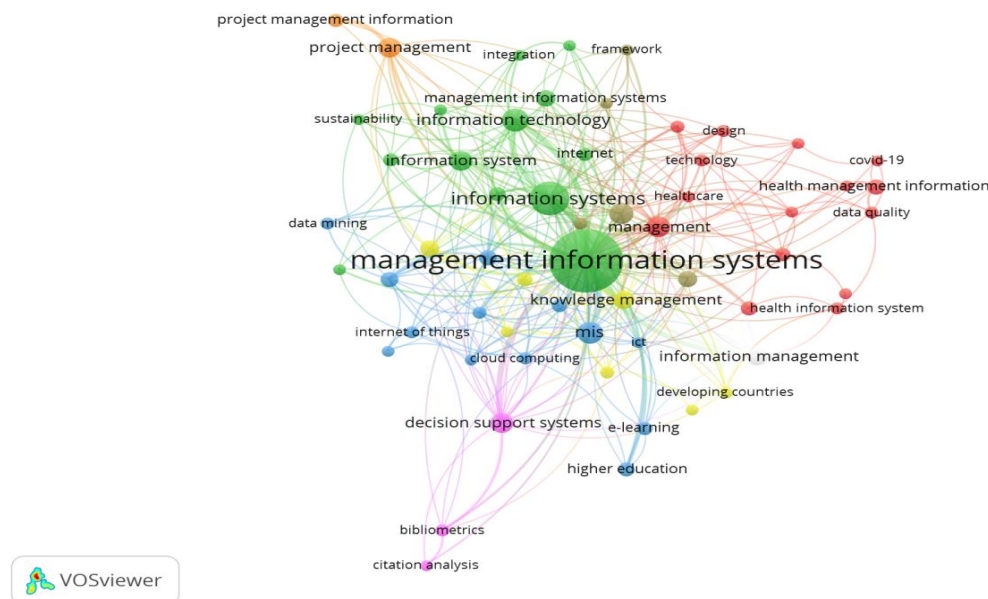 project management information
project management
integration
framework
management information systems
sustainability
information technology
design
information system
internet
technology
covid-19
health management information
healthcare
information systems
data quality
data mining
management
management information systems
knowledge management
health information system
internet of things
mis
ict
cloud computing
information management
developing countries
decision support systems
e-learning
higher education
bibliometrics
citation analysis
VOSviewer